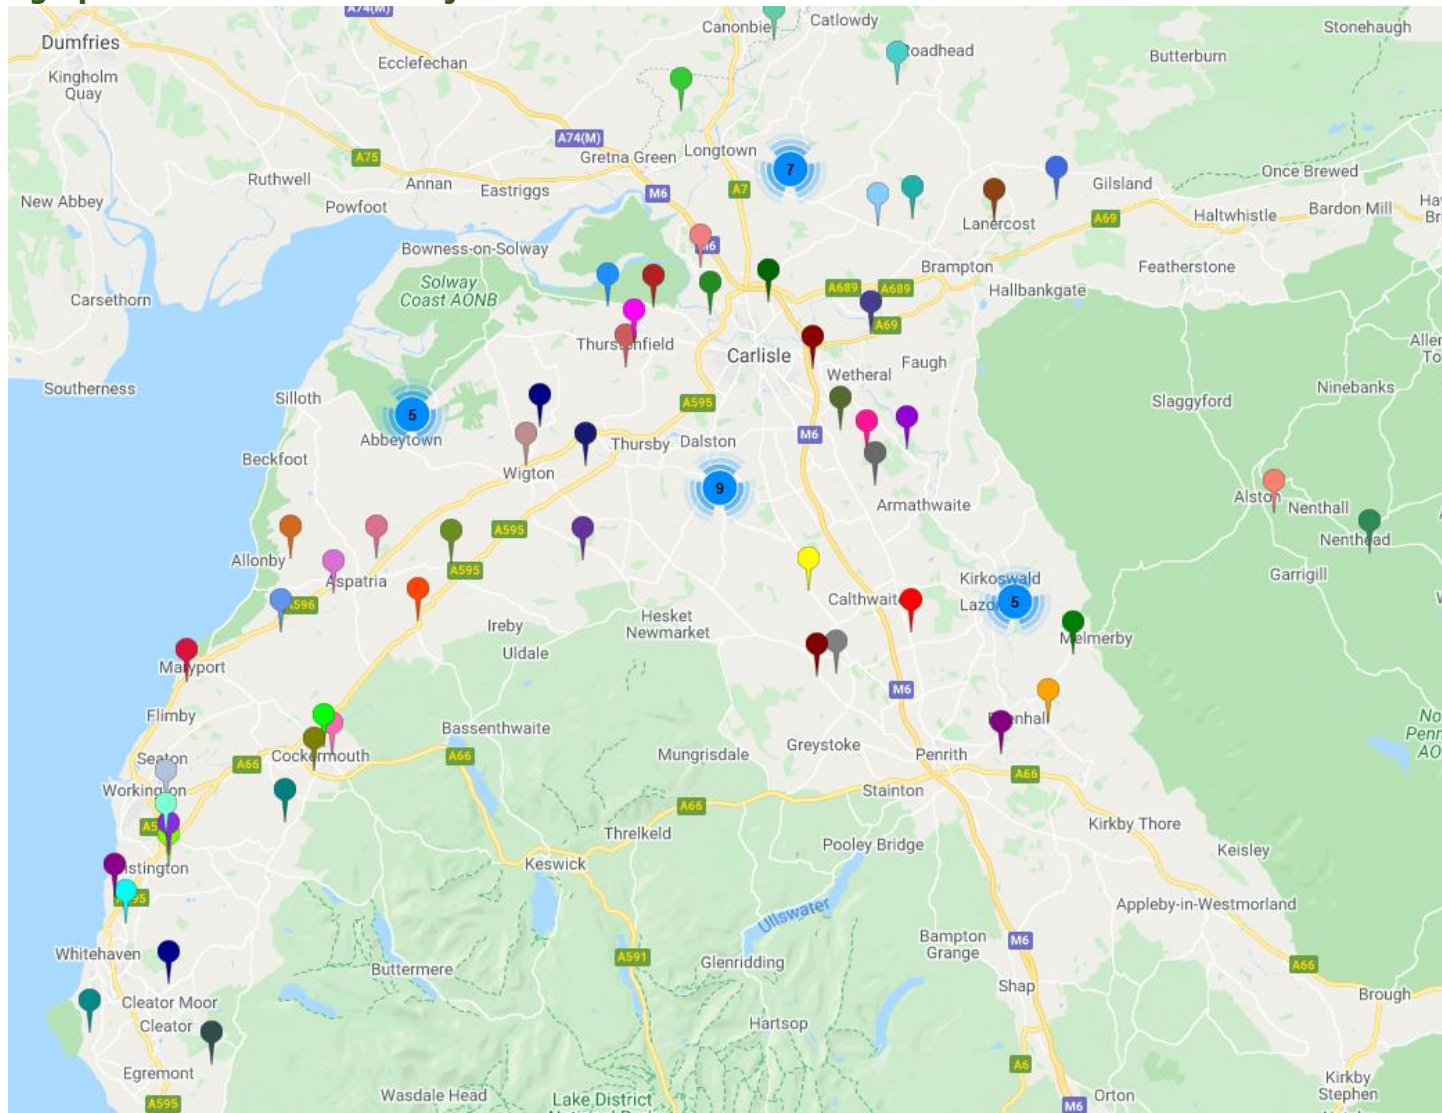 A74(M)
Canonbie
Catlowdy
Stonehaugh
Dumfries
Roadhead
Butterburn
Ecclefechan
Kingholm
Quay
A74(M)
Longtown
A75
Gretna Green
Once Brewed
Ruthwell
Annan
Eastriggs
7
Gilsland
New Abbey
Powfoot
M6
A7
Lanercost
A69
Haltwhistle
Bardon Mill
Bowness-on-Solway
M6
Brampton
Featherstone
Solway
Coast AONB
Carsethorn
A689
A689
Hallbankgate
A69
Carlisle
Faugh
Wetheral
Southerness
Ninebanks
Silloth
A595
Slaggyford
5
Abbeytown
M6
Thursby
Dalston
Beckfoot
Wigton
9
Armathwaite
Alston
Nenthall
A595
Nenthead
Allonby
A595
Aspatria
Garrigill
Kirkoswald
Calthwaite
5
Hesket
Newmarket
Ireby
Uldale
Melmerby
Maryport
M6
Flimby
Bassenthwaite
Greystoke
Mungrisdale
Penrith
Seaton
A66
Cockermouth
A66
A66
Workington
Stainton
A66
Threlkeld
Kirkby Thore
Pooley Bridge
Keisley
Keswick
Ullswater
Appleby-in-Westmorland
Whitehaven
A591
Glenridding
Bampton
Grange
M6
A66
Buttermere
Shap
Brough
Cleator Moor
Cleator
Hartsop
Egremont
A6
Kirkby
Stephen
A595
Wasdale Head
Lake District
M6
Orton